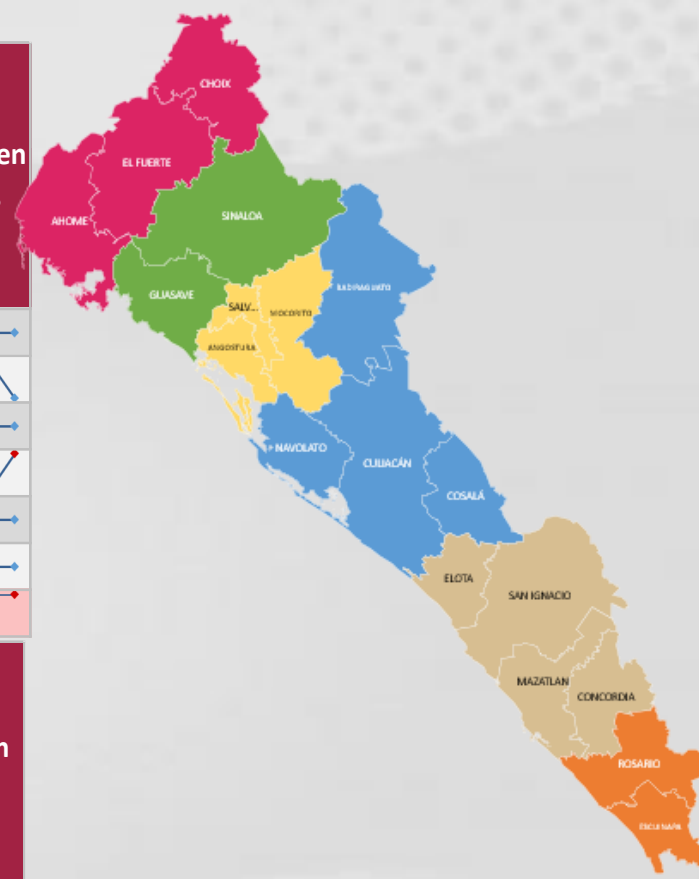 CHOIX
en
EL FUERTE
AHOME
SINALOA
BADIRAGUATO
GUASAVE
SALV...
MOCORITO
ANGOSTURA
NAVOLATO
CULIACÁN
COSALÁ
ELOTA
SAN IGNACIO
MAZATLAN
CONCORDIA
n
ROSARIO
ESCUINAPA